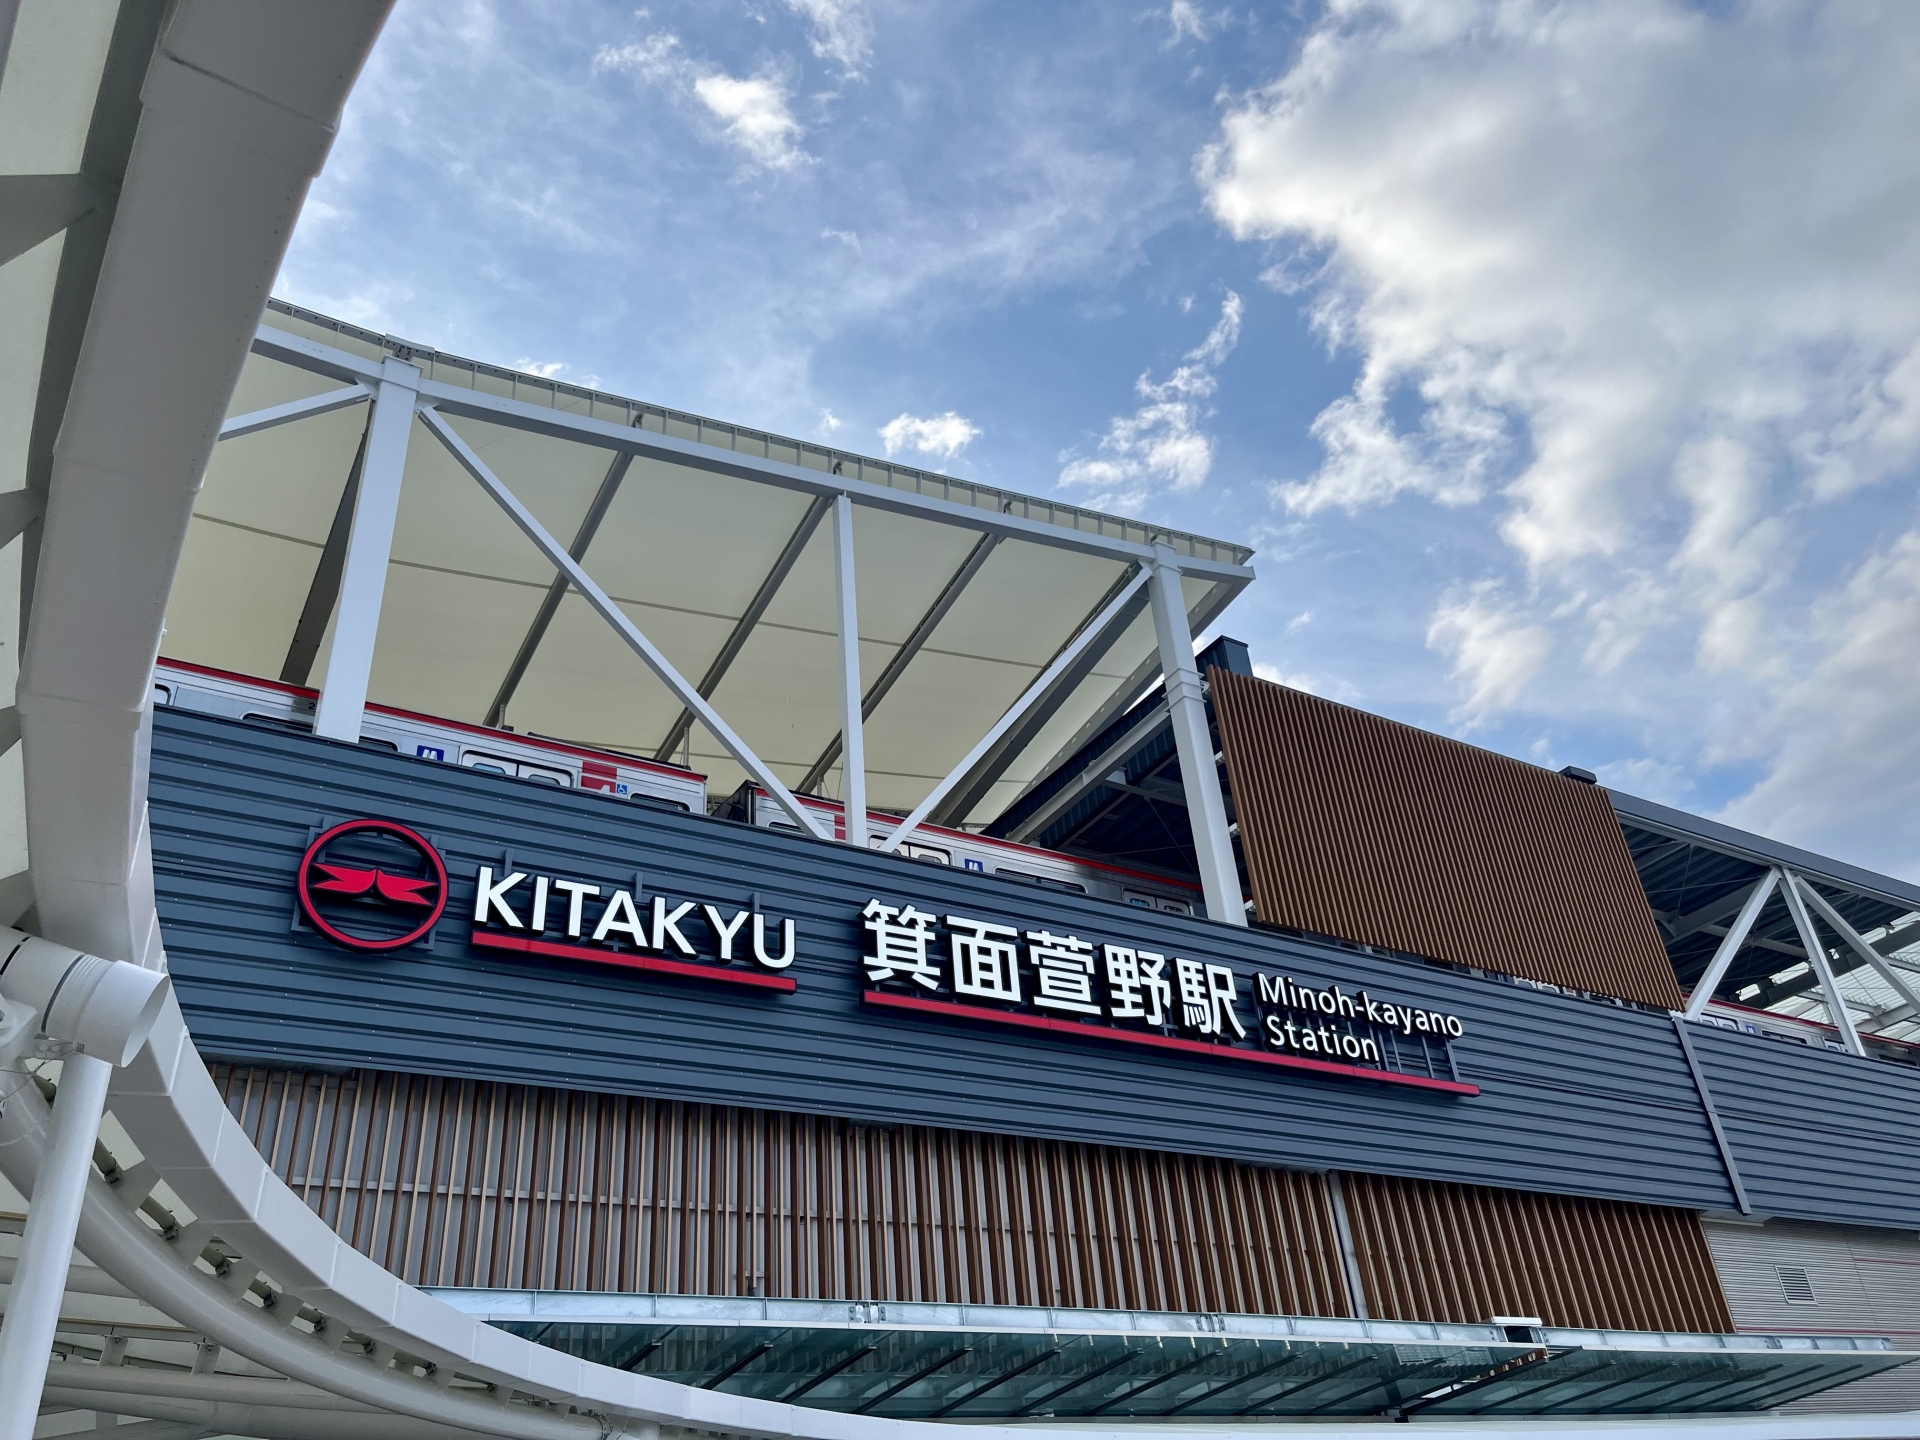 KITAKYU
箕面萱野駅
Minoh-kayano
Station